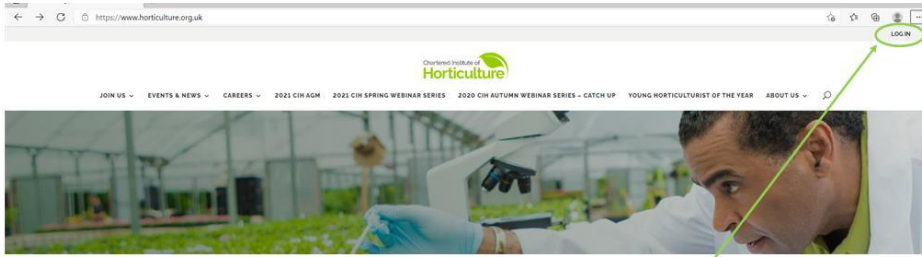 https://www.horticulture.org.uk
LOG IN
Chartered Institute of
Horticulture
JOIN US
EVENTS & NEWS
CAREERS
2021 CIH AGM
2021 CIH SPRING WEBINAR SERIES
2020 CIH AUTUMN WEBINAR SERIES – CATCH UP
YOUNG HORTICULTURIST OF THE YEAR
ABOUT US